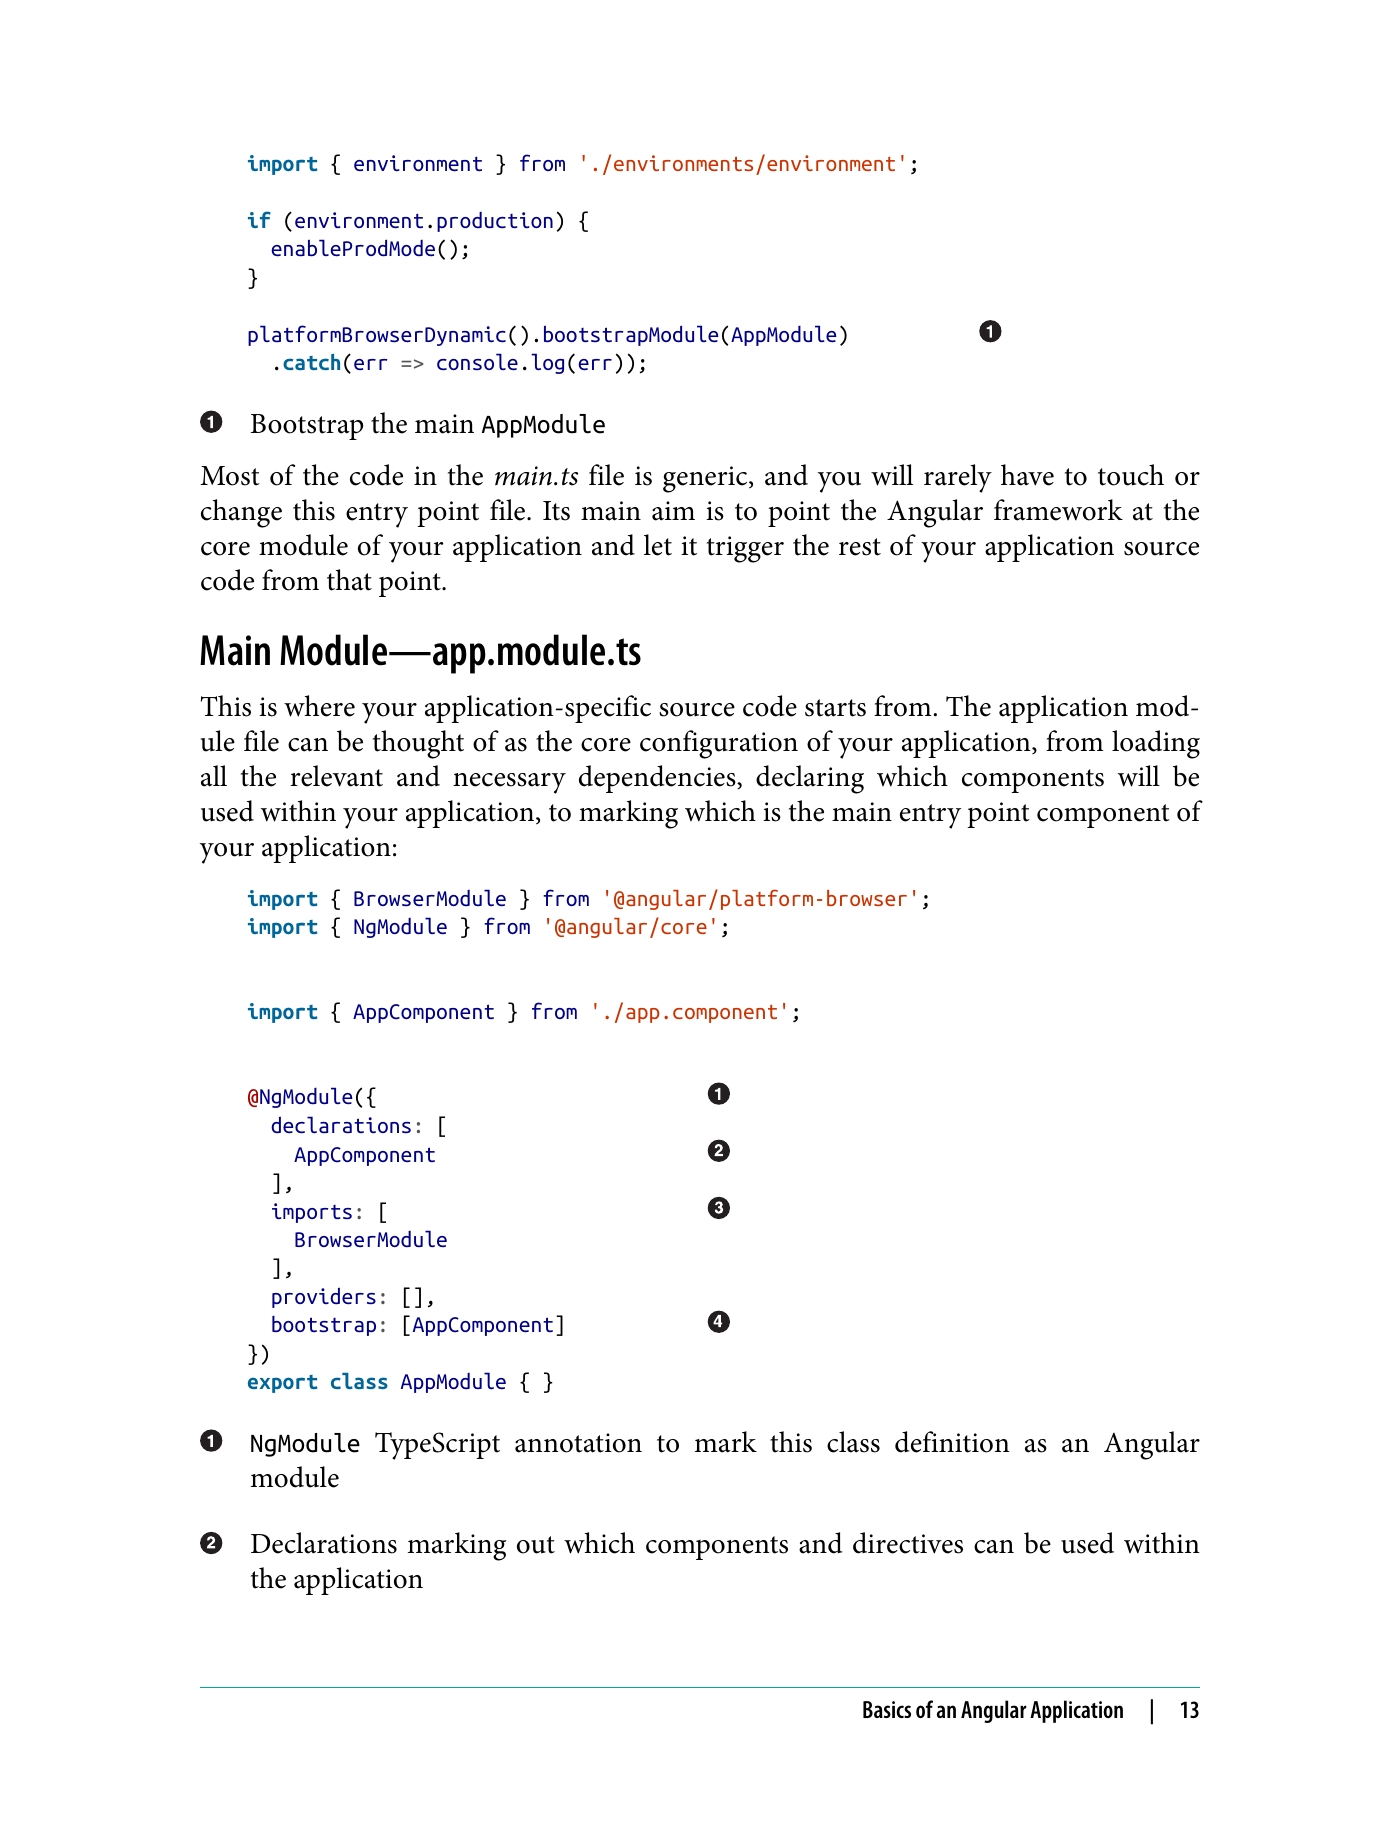 import { environment } from './environments/environment';
if (environment.production) {
  enableProdMode();
}
platformBrowserDynamic().bootstrapModule(AppModule) ❶
  .catch(err => console.log(err));
❶ Bootstrap the main AppModule
Most of the code in the main.ts file is generic, and you will rarely have to touch or
change this entry point file. Its main aim is to point the Angular framework at the
core module of your application and let it trigger the rest of your application source
code from that point.
Main Module—app.module.ts
This is where your application-specific source code starts from. The application mod-
ule file can be thought of as the core configuration of your application, from loading
all the relevant and necessary dependencies, declaring which components will be
used within your application, to marking which is the main entry point component of
your application:
import { BrowserModule } from '@angular/platform-browser';
import { NgModule } from '@angular/core';
import { AppComponent } from './app.component';
@NgModule({ ❶
  declarations: [
    AppComponent ❷
  ],
  imports: [ ❸
    BrowserModule
  ],
  providers: [],
  bootstrap: [AppComponent] ❹
})
export class AppModule { }
❶ NgModule TypeScript annotation to mark this class definition as an Angular
module
❷ Declarations marking out which components and directives can be used within
the application
Basics of an Angular Application | 13